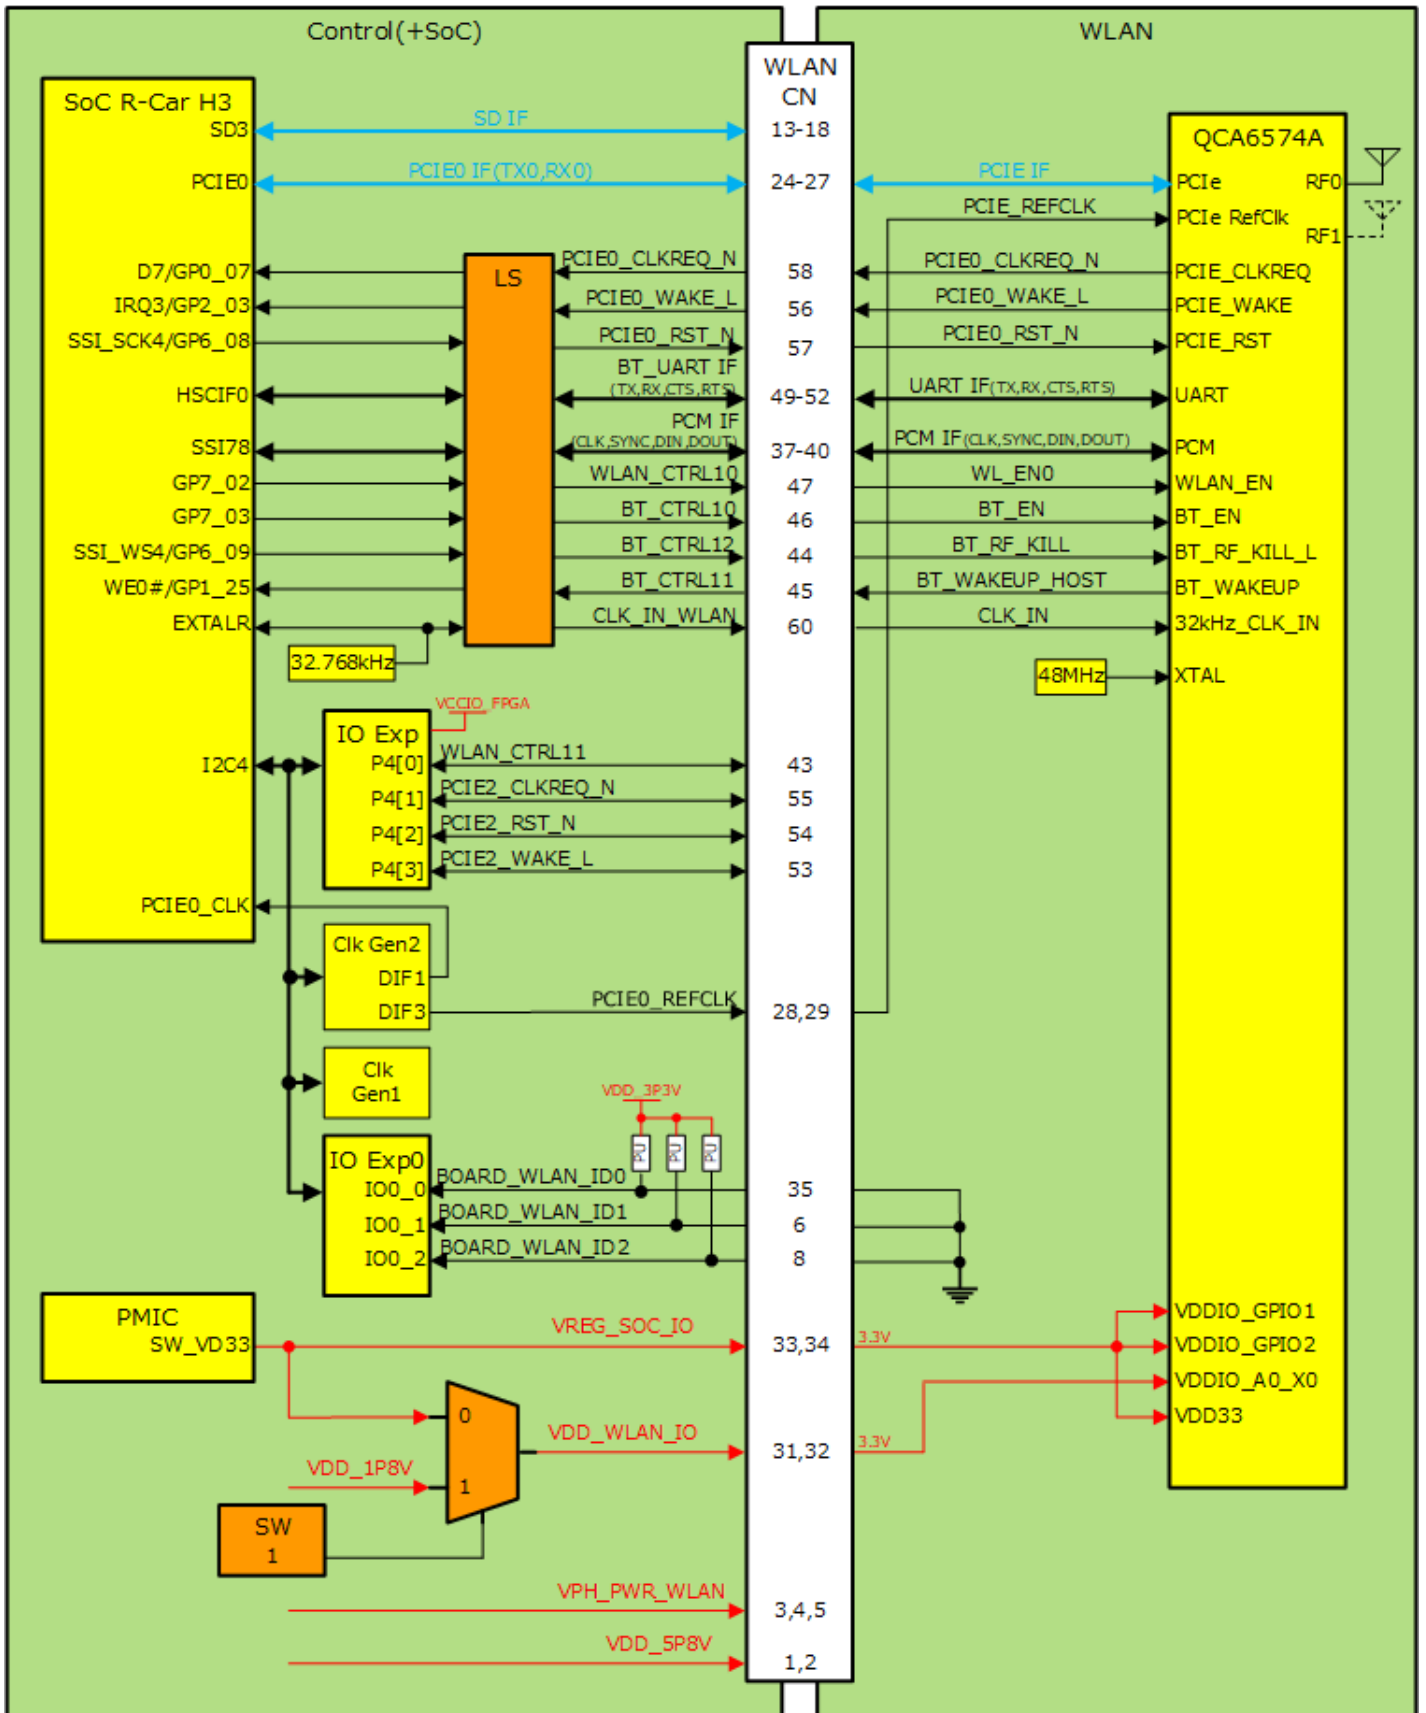 Control(+SoC)
WLAN
WLAN
CN
SoC R-Car H3
SD3
SD IF
13-18
QCA6574A
PCIE0
PCIE0 IF(TX0,RX0)
24-27
PCIE IF
PCIe
RF0
PCIE_REFCLK
PCIe RefClk
RF1
D7/GP0_07
LS
PCIE0_CLKREQ_N
58
PCIE0_CLKREQ_N
PCIE_CLKREQ
IRQ3/GP2_03
PCIE0_WAKE_L
56
PCIE0_WAKE_L
PCIE_WAKE
SSI_SCK4/GP6_08
PCIE0_RST_N
57
PCIE0_RST_N
PCIE_RST
HSCIF0
BT_UART IF
(TX,RX,CTS,RTS)
49-52
UART IF(TX,RX,CTS,RTS)
UART
SSI78
PCM IF
(CLK,SYNC,DIN,DOUT)
37-40
PCM IF(CLK,SYNC,DIN,DOUT)
PCM
GP7_02
WLAN_CTRL10
47
WL_EN0
WLAN_EN
GP7_03
BT_CTRL10
46
BT_EN
BT_EN
SSI_WS4/GP6_09
BT_CTRL12
44
BT_RF_KILL
BT_RF_KILL_L
WE0#/GP1_25
BT_CTRL11
45
BT_WAKEUP_HOST
BT_WAKEUP
EXTALR
CLK_IN_WLAN
60
CLK_IN
32kHz_CLK_IN
32.768kHz
48MHz
XTAL
VCCIO_FPGA
IO Exp
I2C4
P4[0]
WLAN_CTRL11
43
P4[1]
PCIE2_CLKREQ_N
55
P4[2]
PCIE2_RST_N
54
P4[3]
PCIE2_WAKE_L
53
PCIE0_CLK
Clk Gen2
DIF1
DIF3
PCIE0_REFCLK
28,29
Clk
Gen1
VDD_3P3V
PU
PU
PU
IO Exp0
IO0_0
BOARD_WLAN_ID0
35
IO0_1
BOARD_WLAN_ID1
6
IO0_2
BOARD_WLAN_ID2
8
PMIC
SW_VD33
VREG_SOC_IO
33,34
3.3V
VDDIO_GPIO1
VDDIO_GPIO2
VDDIO_A0_X0
VDD33
0
VDD_WLAN_IO
31,32
3.3V
VDD_1P8V
1
SW
1
VPH_PWR_WLAN
3,4,5
VDD_5P8V
1,2